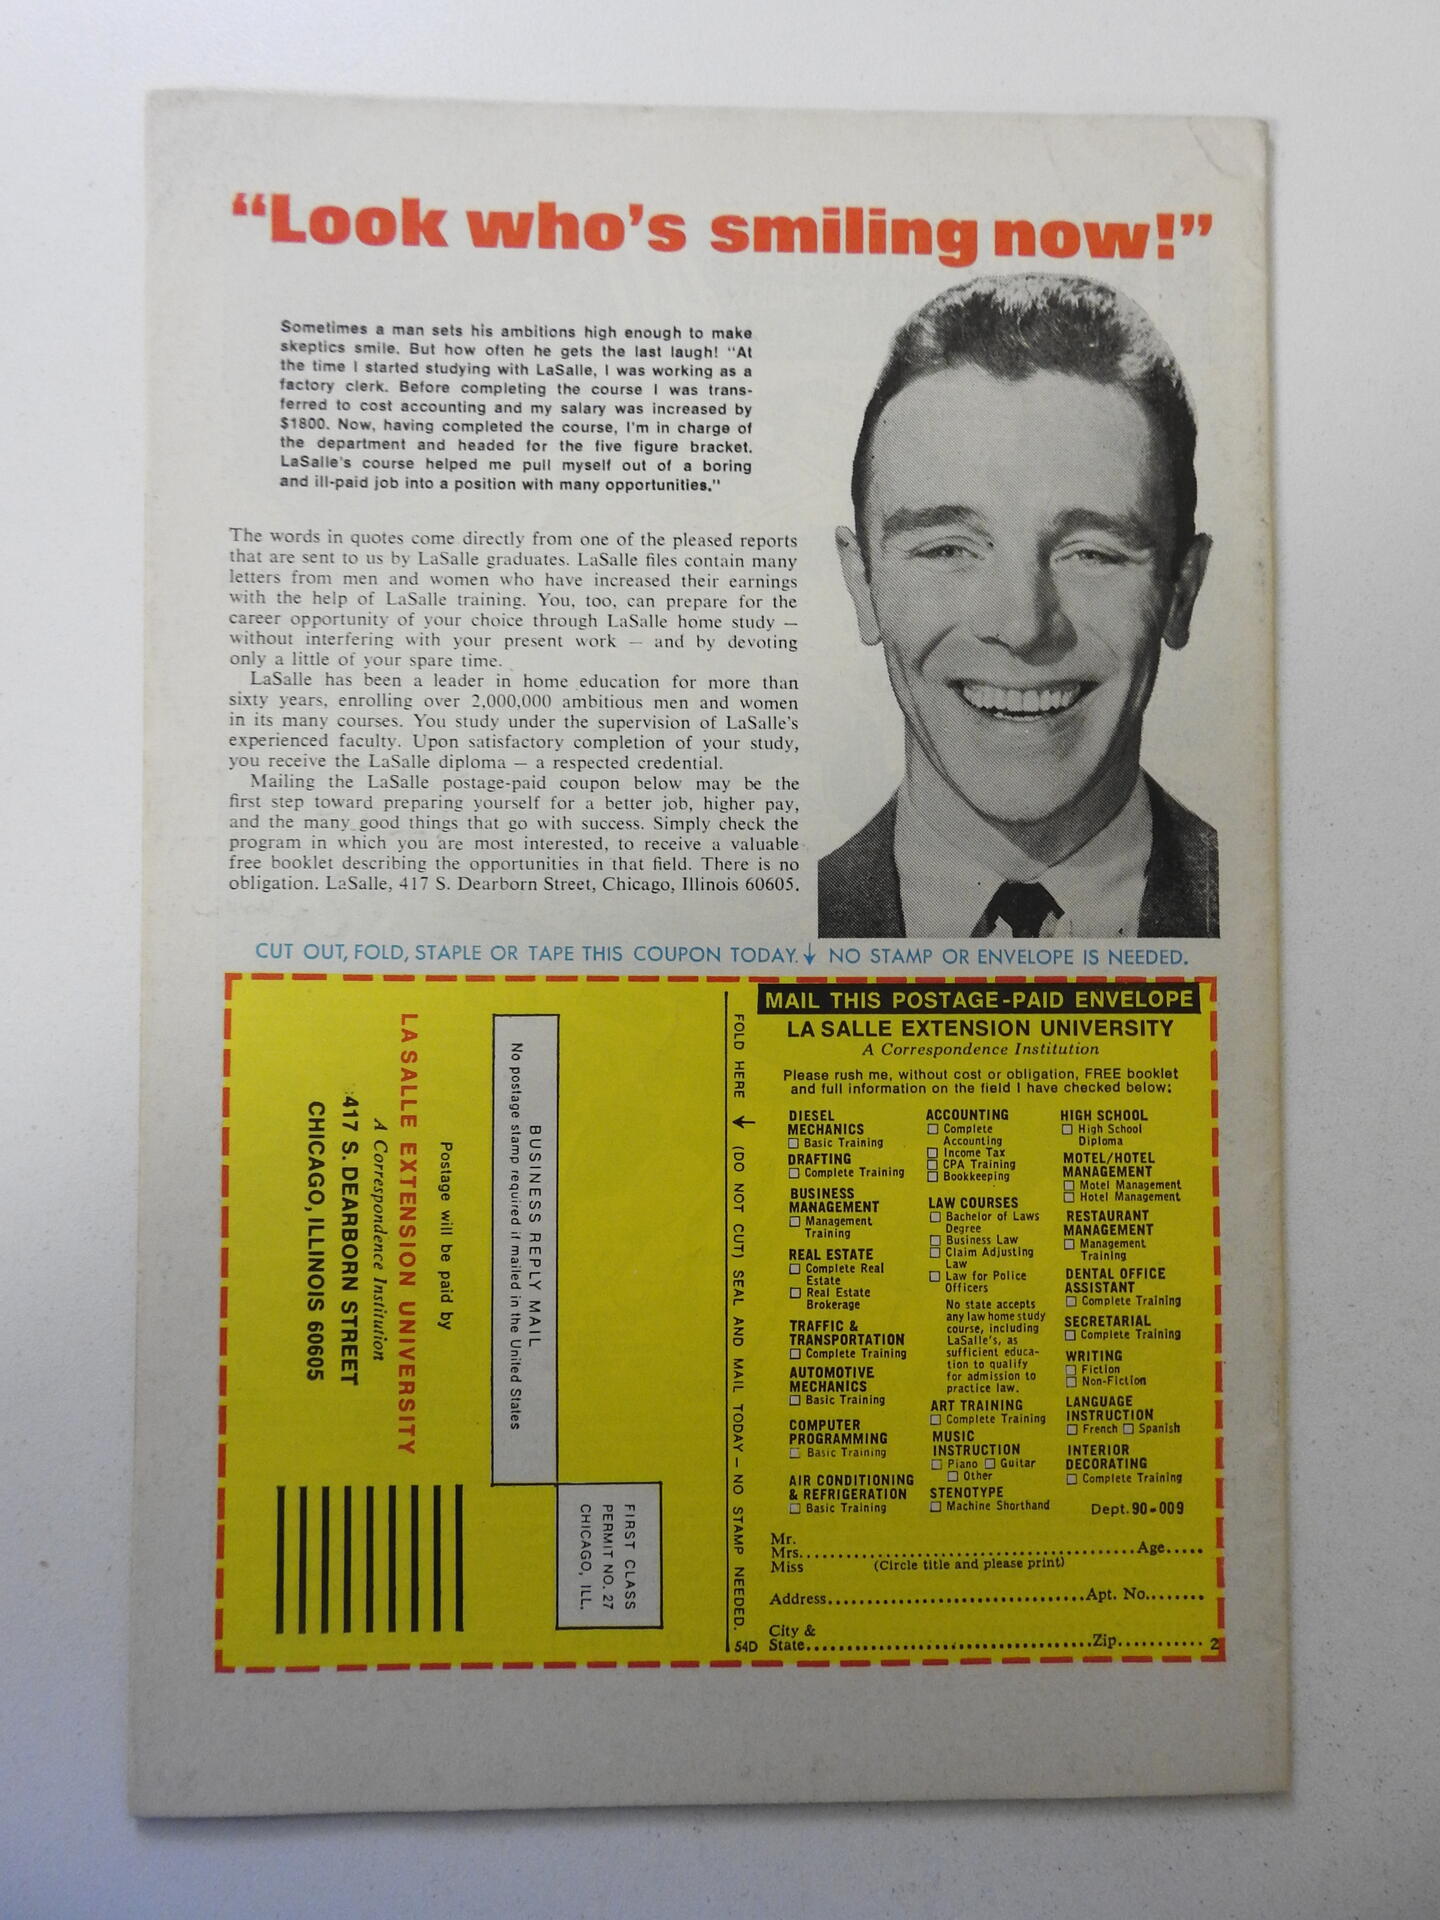 “Look who’s smiling now!”
Sometimes a man sets his ambitions high enough to make
skeptics smile. But how often he gets the last laugh! “At
the time I started studying with LaSalle, I was working as a
factory clerk. Before completing the course I was trans-
ferred to cost accounting and my salary was increased by
$1800. Now, having completed the course, I’m in charge of
the department and headed for the five figure bracket.
LaSalle’s course helped me pull myself out of a boring
and ill-paid job into a position with many opportunities.”
The words in quotes come directly from one of the pleased reports
that are sent to us by LaSalle graduates. LaSalle files contain many
letters from men and women who have increased their earnings
with the help of LaSalle training. You, too, can prepare for the
career opportunity of your choice through LaSalle home study —
without interfering with your present work — and by devoting
only a little of your spare time.
LaSalle has been a leader in home education for more than
sixty years, enrolling over 2,000,000 ambitious men and women
in its many courses. You study under the supervision of LaSalle’s
experienced faculty. Upon satisfactory completion of your study,
you receive the LaSalle diploma — a respected credential.
Mailing the LaSalle postage-paid coupon below may be the
first step toward preparing yourself for a better job, higher pay,
and the many good things that go with success. Simply check the
program in which you are most interested, to receive a valuable
free booklet describing the opportunities in that field. There is no
obligation. LaSalle, 417 S. Dearborn Street, Chicago, Illinois 60605.
CUT OUT, FOLD, STAPLE OR TAPE THIS COUPON TODAY. ↓ NO STAMP OR ENVELOPE IS NEEDED.
FIRST CLASS
PERMIT NO. 27
CHICAGO, ILL.
BUSINESS REPLY MAIL
No postage stamp required if mailed in the United States
Postage will be paid by
LA SALLE EXTENSION UNIVERSITY
A Correspondence Institution
417 S. DEARBORN STREET
CHICAGO, ILLINOIS 60605
FOLD HERE ↓ (DO NOT CUT) SEAL AND MAIL TODAY — NO STAMP NEEDED.
54D
MAIL THIS POSTAGE-PAID ENVELOPE
LA SALLE EXTENSION UNIVERSITY
A Correspondence Institution
Please rush me, without cost or obligation, FREE booklet
and full information on the field I have checked below:
DIESEL
MECHANICS
☐ Basic Training
DRAFTING
☐ Complete Training
BUSINESS
MANAGEMENT
☐ Management
Training
REAL ESTATE
☐ Complete Real
Estate
☐ Real Estate
Brokerage
TRAFFIC &
TRANSPORTATION
☐ Complete Training
AUTOMOTIVE
MECHANICS
☐ Basic Training
COMPUTER
PROGRAMMING
☐ Basic Training
AIR CONDITIONING
& REFRIGERATION
☐ Basic Training
ACCOUNTING
☐ Complete
Accounting
☐ Income Tax
☐ CPA Training
☐ Bookkeeping
LAW COURSES
☐ Bachelor of Laws
Degree
☐ Business Law
☐ Claim Adjusting
Law
☐ Law for Police
Officers
No state accepts
any law home study
course, including
LaSalle’s, as
sufficient educa-
tion to qualify
for admission to
practice law.
ART TRAINING
☐ Complete Training
MUSIC
INSTRUCTION
☐ Piano ☐ Guitar
☐ Other
STENOTYPE
☐ Machine Shorthand
HIGH SCHOOL
☐ High School
Diploma
MOTEL/HOTEL
MANAGEMENT
☐ Motel Management
☐ Hotel Management
RESTAURANT
MANAGEMENT
☐ Management
Training
DENTAL OFFICE
ASSISTANT
☐ Complete Training
SECRETARIAL
☐ Complete Training
WRITING
☐ Fiction
☐ Non-Fiction
LANGUAGE
INSTRUCTION
☐ French ☐ Spanish
INTERIOR
DECORATING
☐ Complete Training
Dept. 90-009
Mr.
Mrs. Age
Miss (Circle title and please print)
Address Apt. No.
City &
State Zip 2